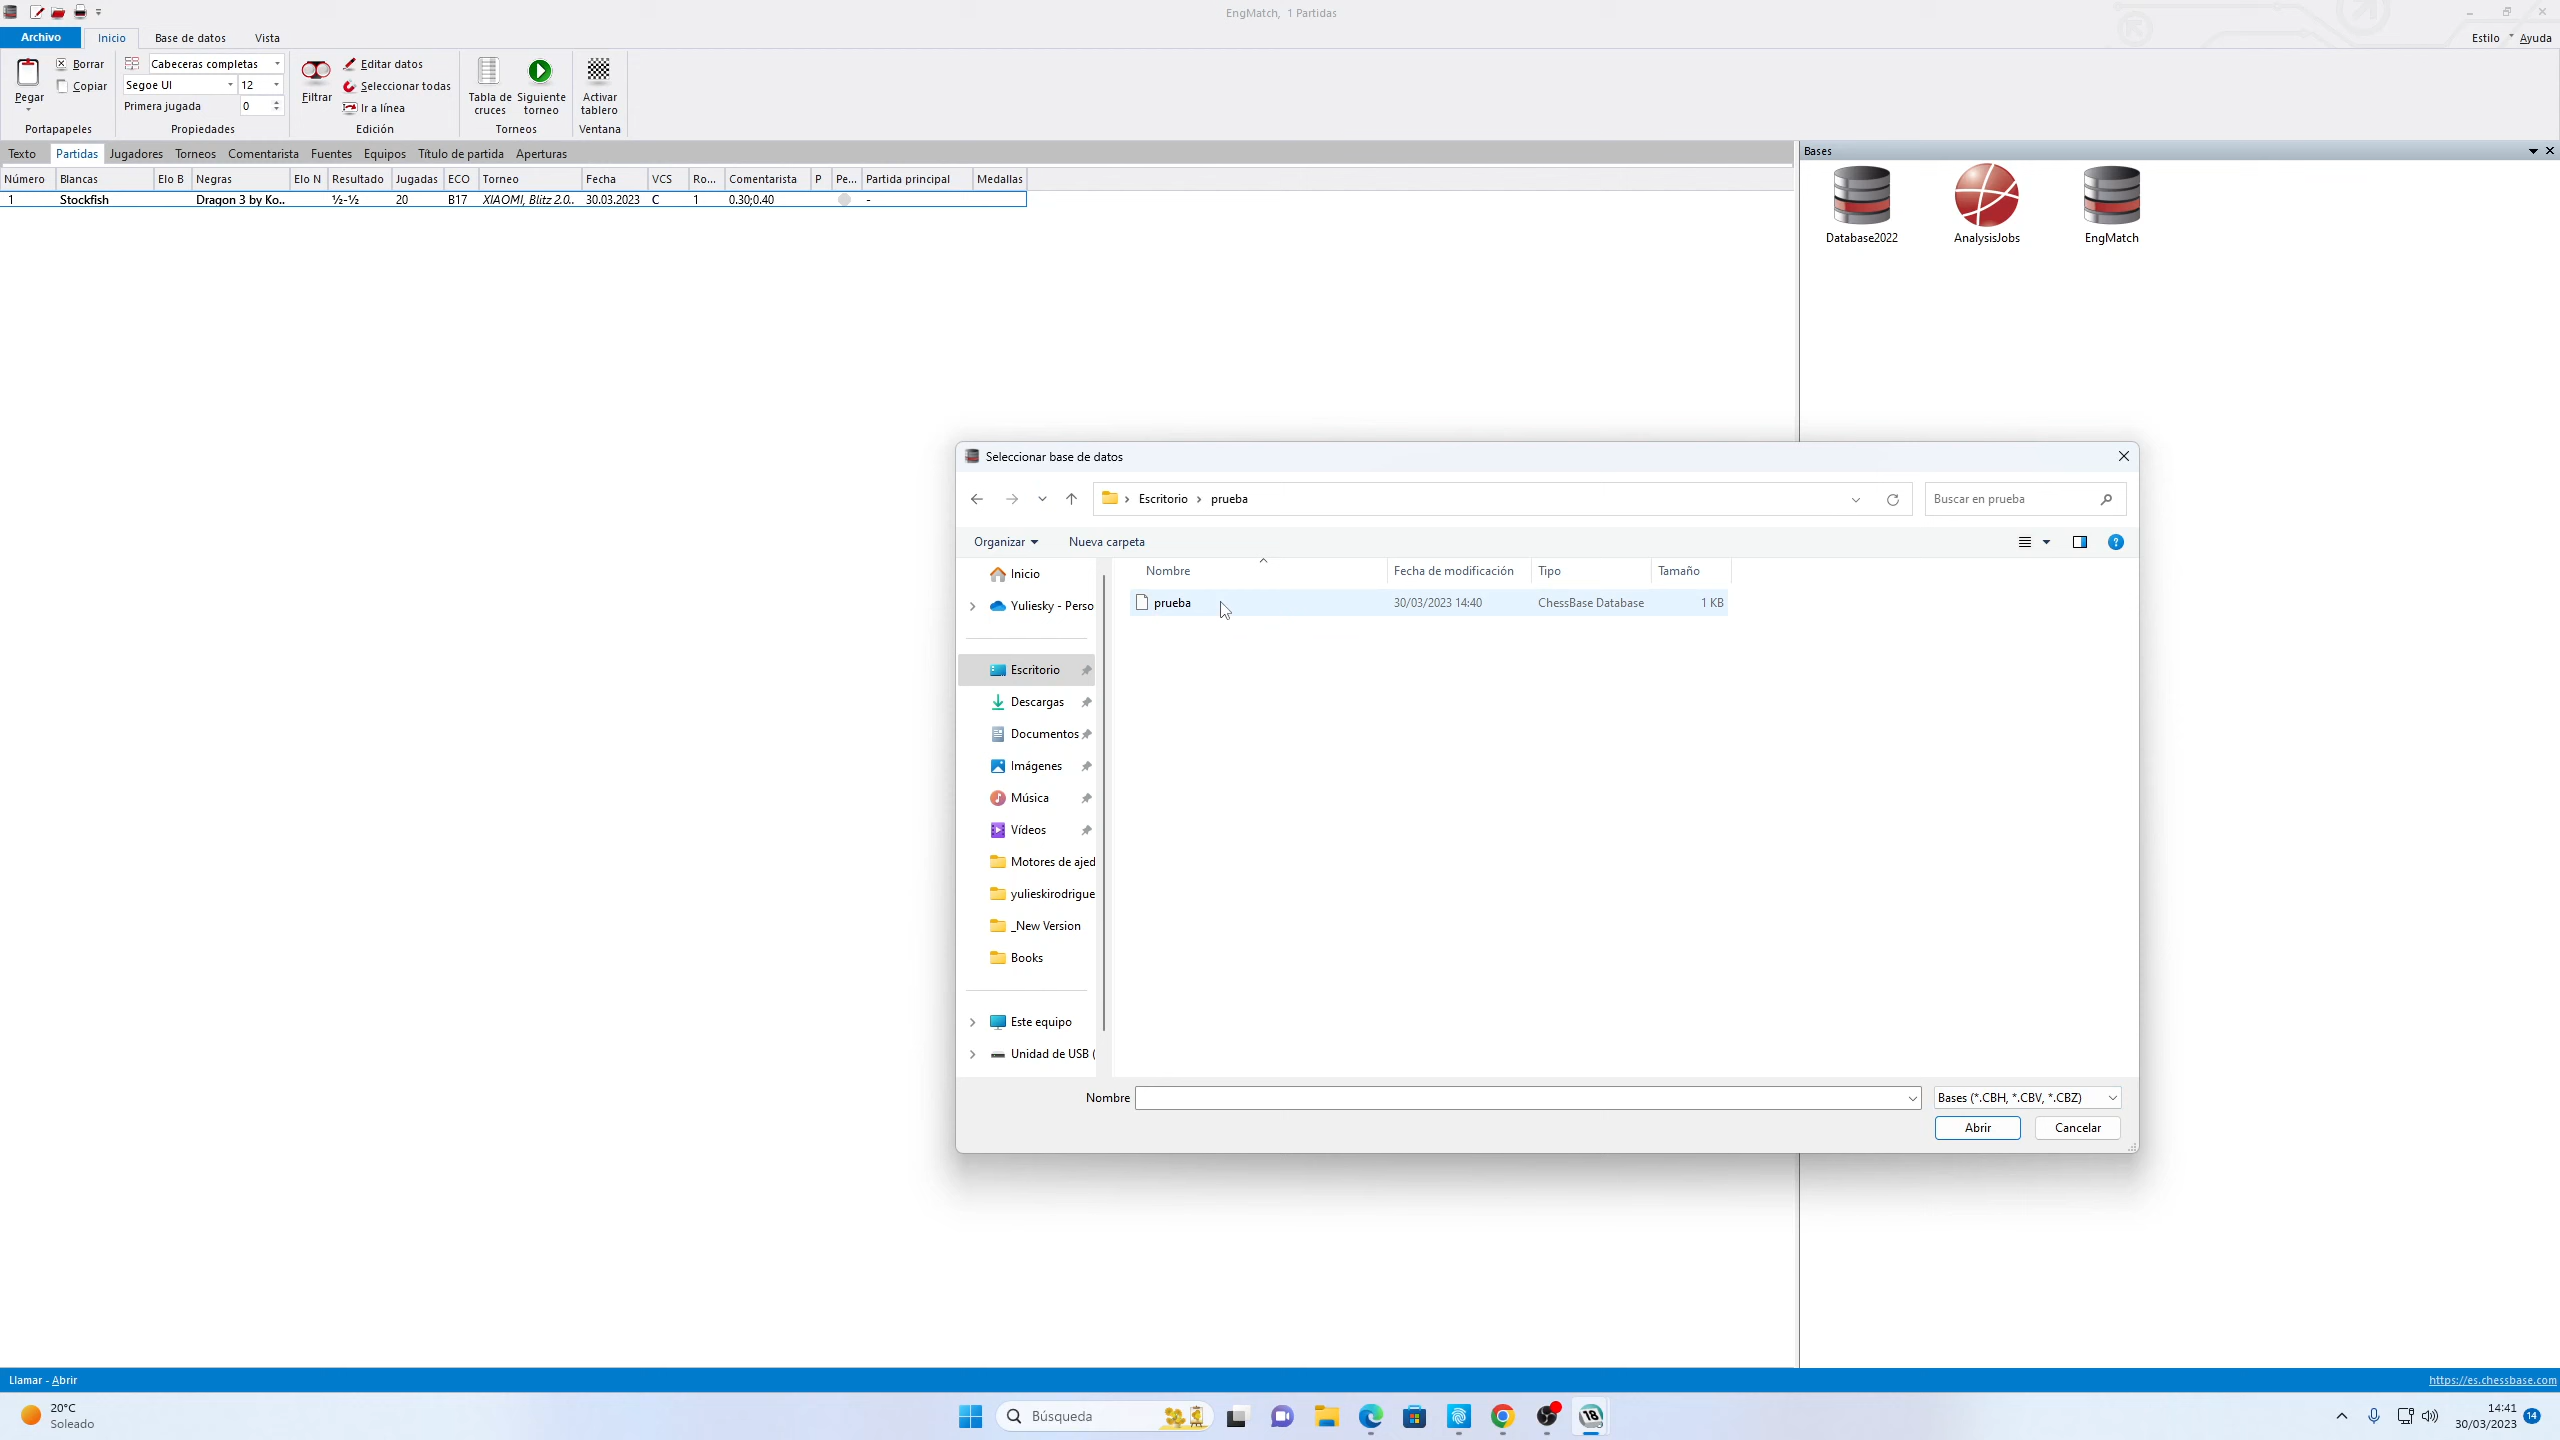 EngMatch, 1 Partidas
Archivo Inicio Base de datos Vista Estilo Ayuda
Pegar Borrar Copiar Portapapeles
Cabeceras completas
Segoe UI 12
Primera jugada 0
Propiedades
Filtrar Editar datos Seleccionar todas Ir a línea Edición
Tabla de cruces Siguiente torneo Torneos
Activar tablero Ventana
Texto Partidas Jugadores Torneos Comentarista Fuentes Equipos Título de partida Aperturas
Número Blancas Elo B Negras Elo N Resultado Jugadas ECO Torneo Fecha VCS Ro... Comentarista P Pe... Partida principal Medallas
1 Stockfish Dragon 3 by Ko.. ½-½ 20 B17 XIAOMI, Blitz 2.0.. 30.03.2023 C 1 0.30;0.40 -
Bases
Database2022 AnalysisJobs EngMatch
Seleccionar base de datos
Escritorio prueba
Buscar en prueba
Organizar Nueva carpeta
Nombre Fecha de modificación Tipo Tamaño
prueba 30/03/2023 14:40 ChessBase Database 1 KB
Inicio
Yuliesky - Perso
Escritorio
Descargas
Documentos
Imágenes
Música
Vídeos
Motores de ajed
yulieskirodrigue
_New Version
Books
Este equipo
Unidad de USB (
Nombre
Bases (*.CBH, *.CBV, *.CBZ)
Abrir Cancelar
Llamar - Abrir
https://es.chessbase.com
20°C
Soleado
Búsqueda
18
14:41
30/03/2023
14